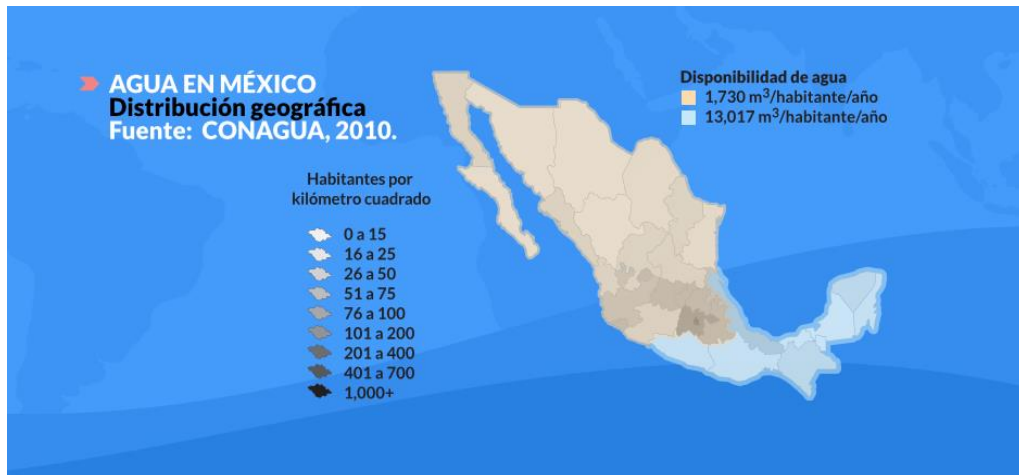 AGUA EN MÉXICO
Distribución geográfica
Fuente: CONAGUA, 2010.
Disponibilidad de agua
1,730 m³/habitante/año
13,017 m³/habitante/año
Habitantes por
kilómetro cuadrado
0 a 15
16 a 25
26 a 50
51 a 75
76 a 100
101 a 200
201 a 400
401 a 700
1,000+